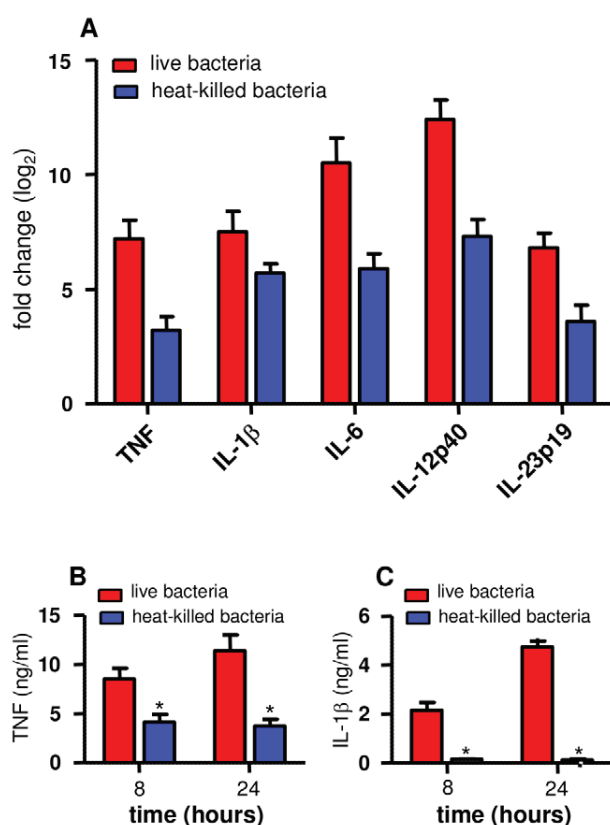 A
live bacteria
heat-killed bacteria
fold change (log₂)
15
10
5
0
TNF
IL-1β
IL-6
IL-12p40
IL-23p19
B
live bacteria
heat-killed bacteria
TNF (ng/ml)
15
10
5
0
*
*
8
24
time (hours)
C
live bacteria
heat-killed bacteria
IL-1β (ng/ml)
6
4
2
0
*
*
8
24
time (hours)